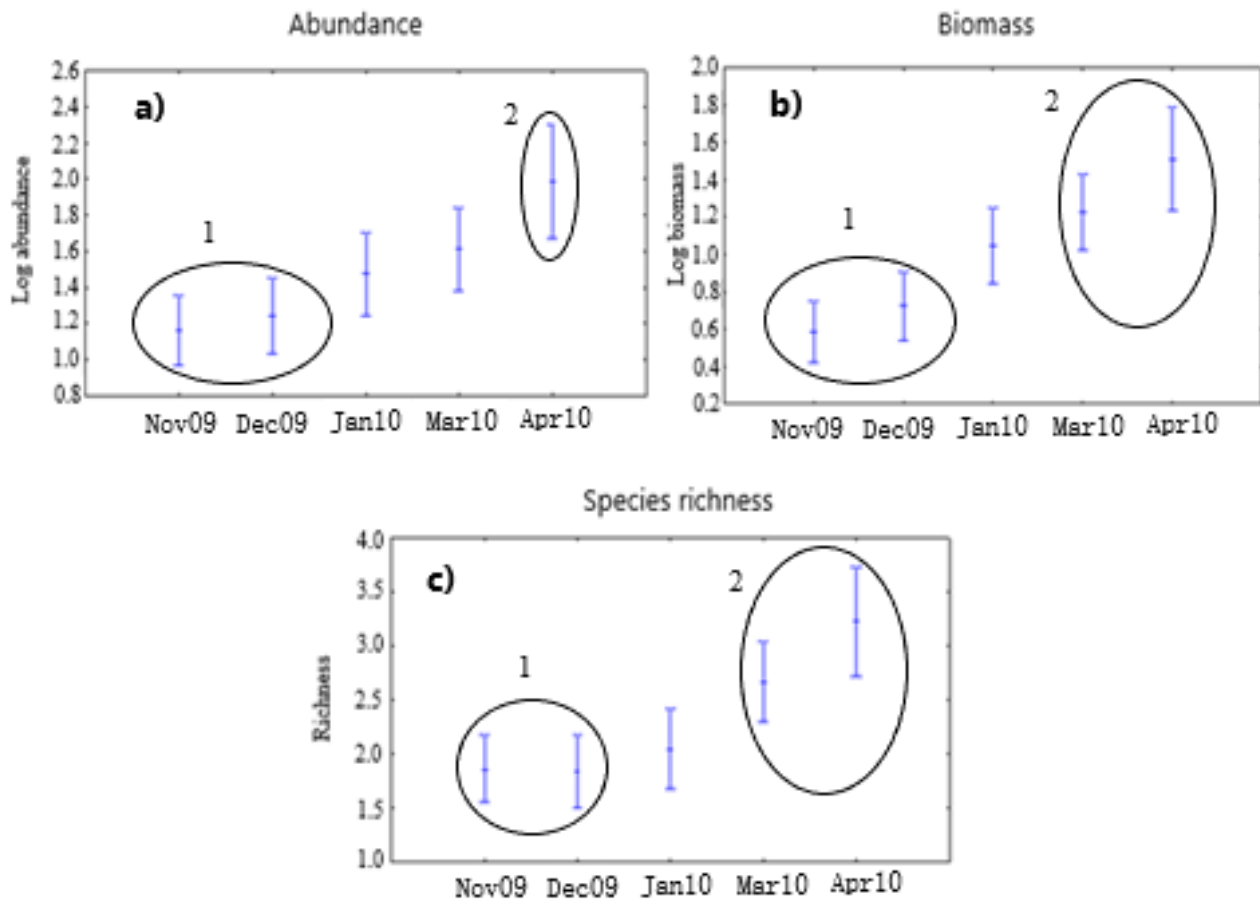 Abundance
Log abundance
2.6
2.4
2.2
2.0
1.8
1.6
1.4
1.2
1.0
0.8
a)
1
2
Nov09 Dec09 Jan10 Mar10 Apr10
Biomass
Log biomass
2.0
1.8
1.6
1.4
1.2
1.0
0.8
0.6
0.4
0.2
b)
1
2
Nov09 Dec09 Jan10 Mar10 Apr10
Species richness
Richness
4.0
3.5
3.0
2.5
2.0
1.5
1.0
c)
1
2
Nov09 Dec09 Jan10 Mar10 Apr10